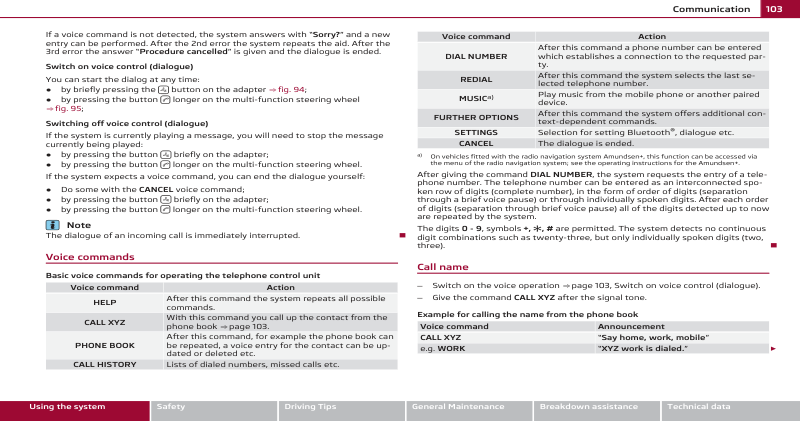 Communication 103
If a voice command is not detected, the system answers with "Sorry?" and a new
entry can be performed. After the 2nd error the system repeats the aid. After the
3rd error the answer "Procedure cancelled" is given and the dialogue is ended.
Switch on voice control (dialogue)
You can start the dialog at any time:
● by briefly pressing the button on the adapter ⇒ fig. 94;
● by pressing the button longer on the multi-function steering wheel
⇒ fig. 95;
Switching off voice control (dialogue)
If the system is currently playing a message, you will need to stop the message
currently being played:
● by pressing the button briefly on the adapter;
● by pressing the button longer on the multi-function steering wheel.
If the system expects a voice command, you can end the dialogue yourself:
● Do some with the CANCEL voice command;
● by pressing the button briefly on the adapter;
● by pressing the button longer on the multi-function steering wheel.
i Note
The dialogue of an incoming call is immediately interrupted.
Voice commands
Basic voice commands for operating the telephone control unit
Voice command Action
HELP After this command the system repeats all possible
commands.
CALL XYZ With this command you call up the contact from the
phone book ⇒ page 103.
PHONE BOOK After this command, for example the phone book can
be repeated, a voice entry for the contact can be up-
dated or deleted etc.
CALL HISTORY Lists of dialed numbers, missed calls etc.
Voice command Action
DIAL NUMBER After this command a phone number can be entered
which establishes a connection to the requested par-
ty.
REDIAL After this command the system selects the last se-
lected telephone number.
MUSICa) Play music from the mobile phone or another paired
device.
FURTHER OPTIONS After this command the system offers additional con-
text-dependent commands.
SETTINGS Selection for setting Bluetooth®, dialogue etc.
CANCEL The dialogue is ended.
a) On vehicles fitted with the radio navigation system Amundsen+, this function can be accessed via
the menu of the radio navigation system; see the operating instructions for the Amundsen+.
After giving the command DIAL NUMBER, the system requests the entry of a tele-
phone number. The telephone number can be entered as an interconnected spo-
ken row of digits (complete number), in the form of order of digits (separation
through a brief voice pause) or through individually spoken digits. After each order
of digits (separation through brief voice pause) all of the digits detected up to now
are repeated by the system.
The digits 0 - 9, symbols +, ∗, # are permitted. The system detects no continuous
digit combinations such as twenty-three, but only individually spoken digits (two,
three).
Call name
– Switch on the voice operation ⇒ page 103, Switch on voice control (dialogue).
– Give the command CALL XYZ after the signal tone.
Example for calling the name from the phone book
Voice command Announcement
CALL XYZ "Say home, work, mobile"
e.g. WORK "XYZ work is dialed."
Using the system Safety Driving Tips General Maintenance Breakdown assistance Technical data